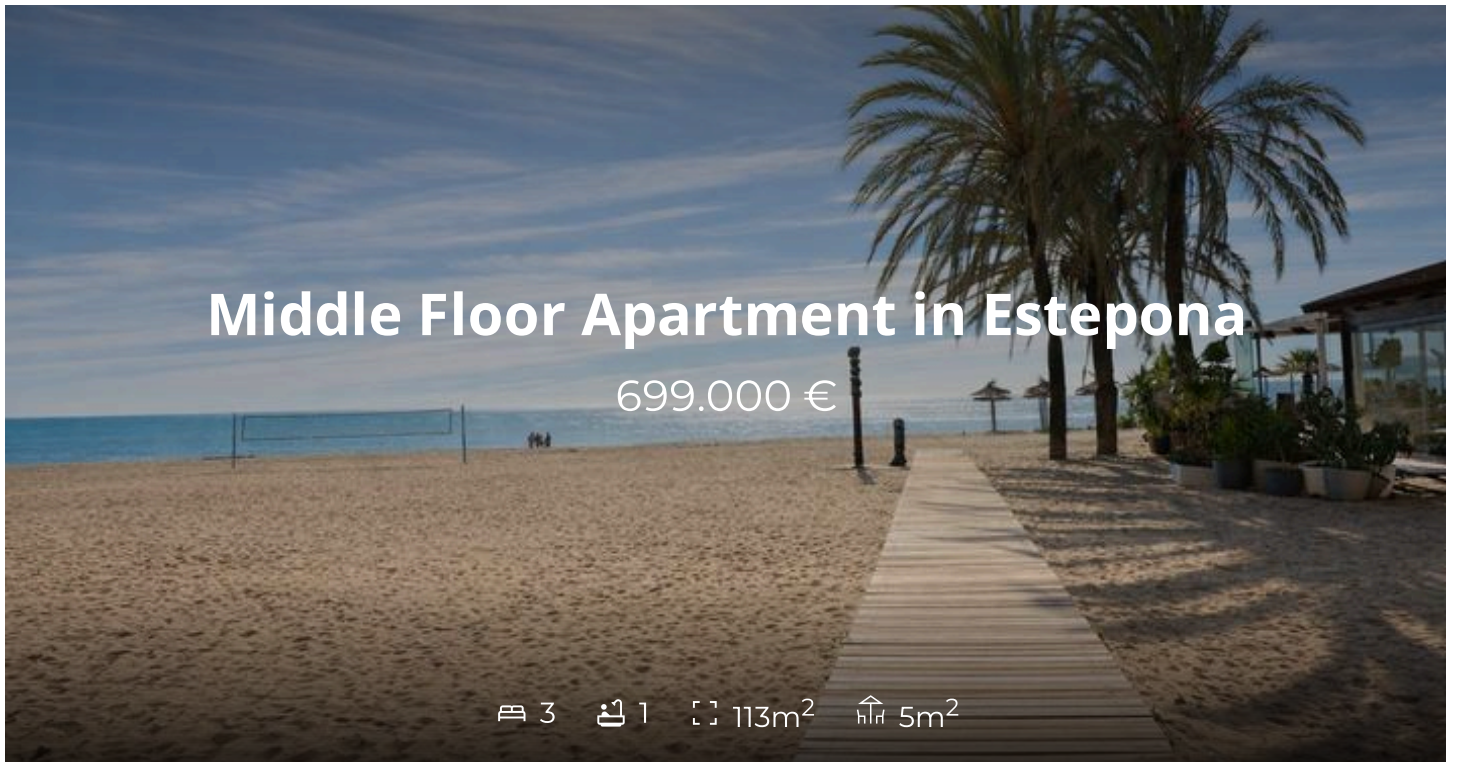 Middle Floor Apartment in Estepona
699.000 €
3 1 113m² 5m²